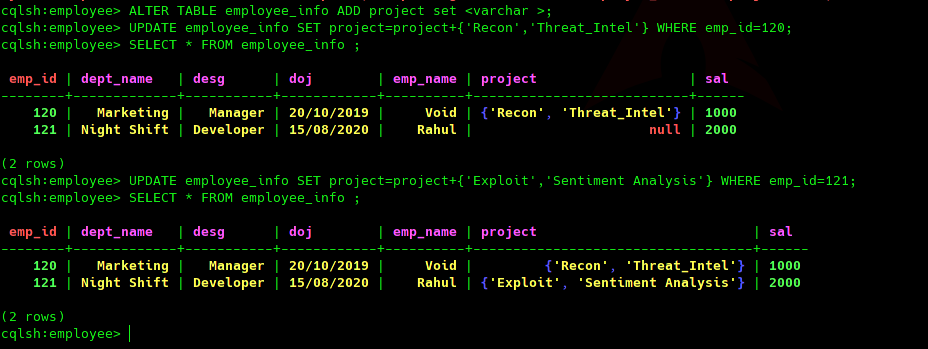 cqlsh:employee> ALTER TABLE employee_info ADD project set <varchar >;
cqlsh:employee> UPDATE employee_info SET project=project+{'Recon','Threat_Intel'} WHERE emp_id=120;
cqlsh:employee> SELECT * FROM employee_info ;
emp_id | dept_name   | desg      | doj        | emp_name | project                   | sal
--------+-------------+-----------+------------+----------+---------------------------+------
    120 |   Marketing |   Manager | 20/10/2019 |     Void | {'Recon', 'Threat_Intel'} | 1000
    121 | Night Shift | Developer | 15/08/2020 |    Rahul |                      null | 2000
(2 rows)
cqlsh:employee> UPDATE employee_info SET project=project+{'Exploit','Sentiment Analysis'} WHERE emp_id=121;
cqlsh:employee> SELECT * FROM employee_info ;
emp_id | dept_name   | desg      | doj        | emp_name | project                           | sal
--------+-------------+-----------+------------+----------+-----------------------------------+------
    120 |   Marketing |   Manager | 20/10/2019 |     Void |         {'Recon', 'Threat_Intel'} | 1000
    121 | Night Shift | Developer | 15/08/2020 |    Rahul | {'Exploit', 'Sentiment Analysis'} | 2000
(2 rows)
cqlsh:employee>